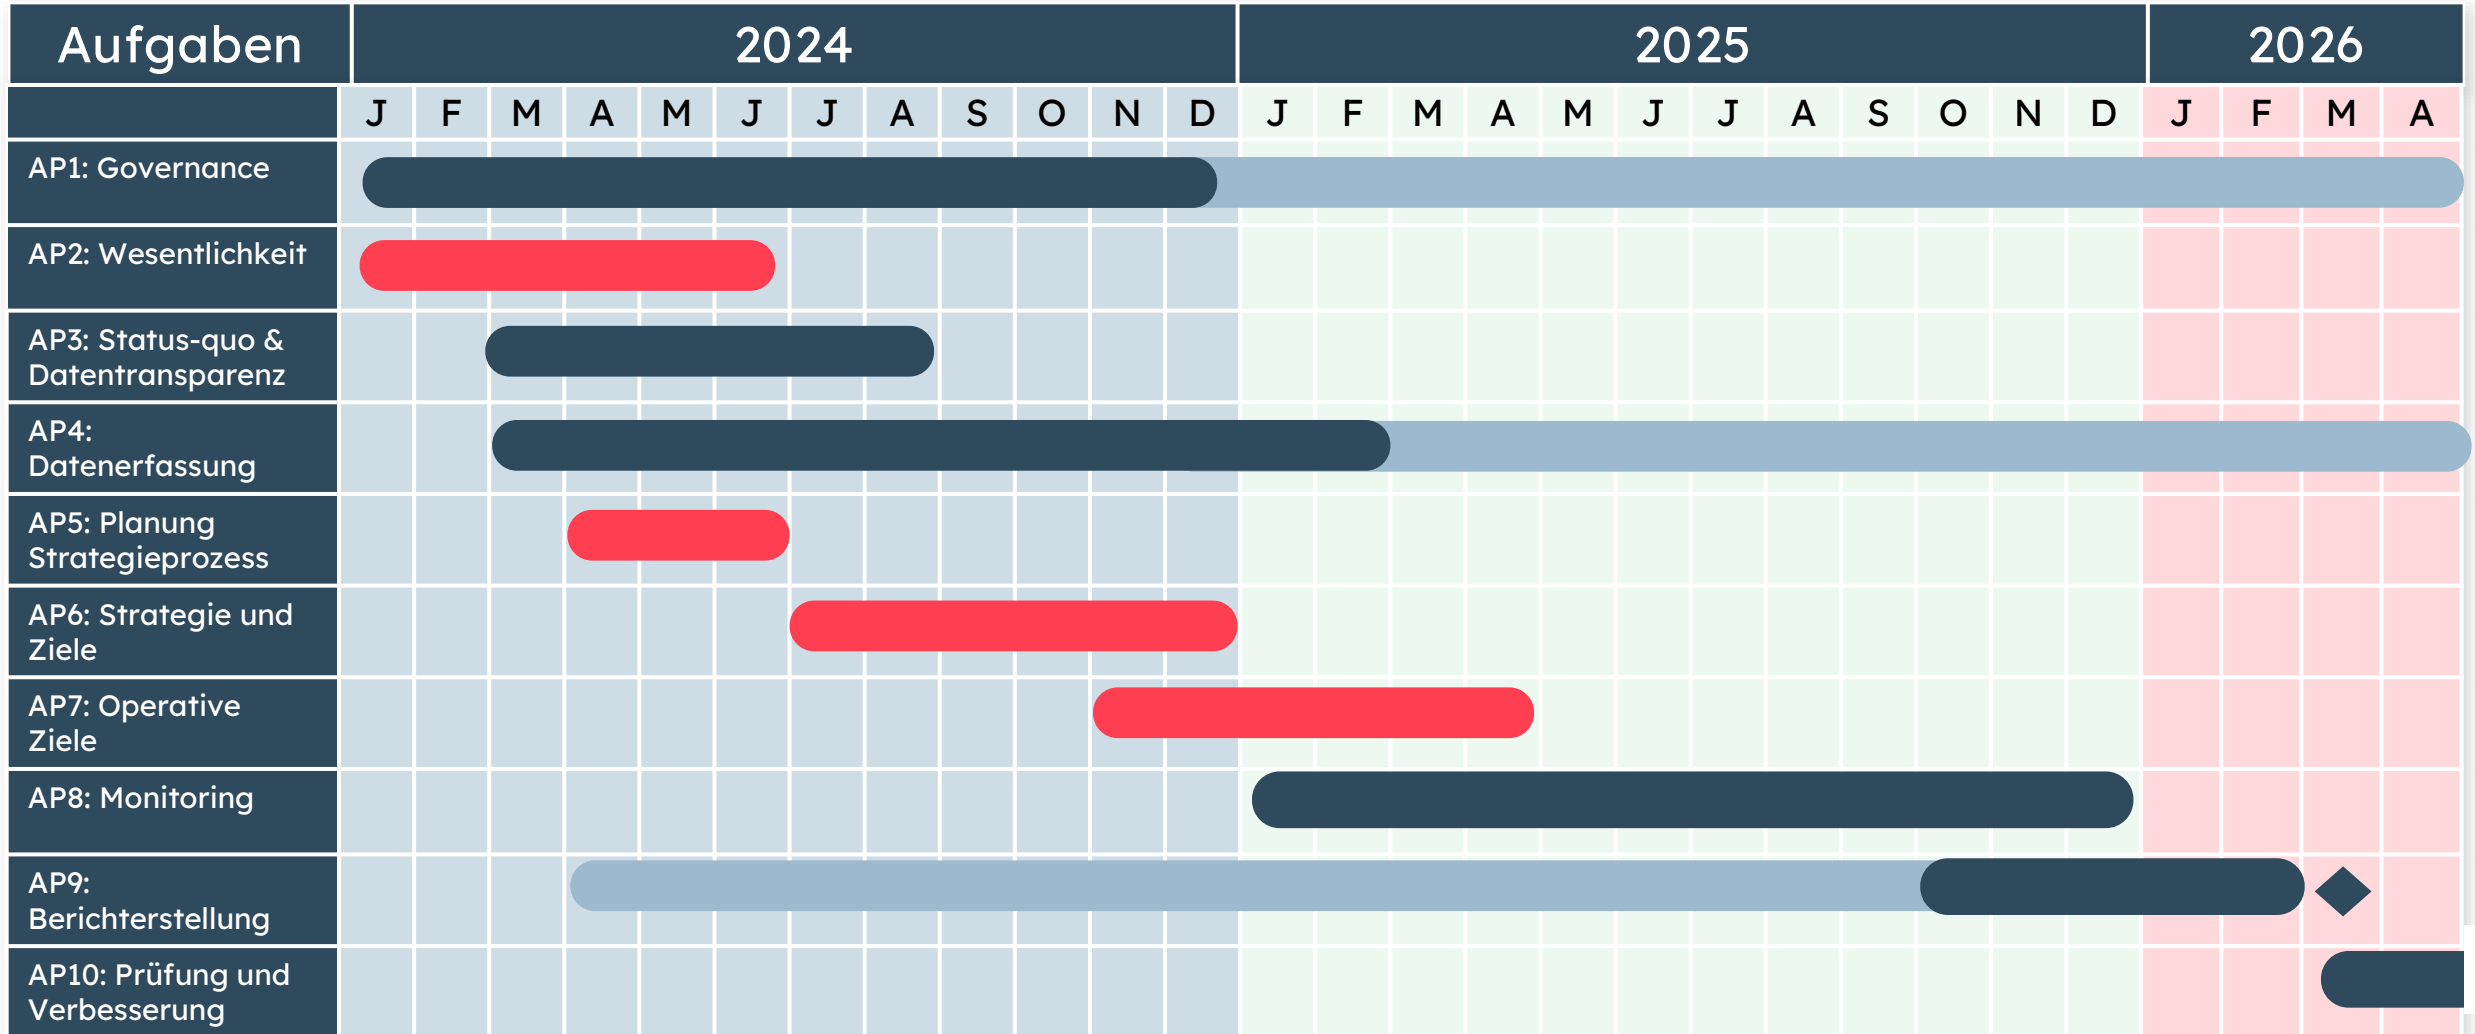 Aufgaben 2024 2025 2026
J F M A M J J A S O N D J F M A M J J A S O N D J F M A
AP1: Governance
AP2: Wesentlichkeit
AP3: Status-quo &
Datentransparenz
AP4:
Datenerfassung
AP5: Planung
Strategieprozess
AP6: Strategie und
Ziele
AP7: Operative
Ziele
AP8: Monitoring
AP9:
Berichterstellung
AP10: Prüfung und
Verbesserung